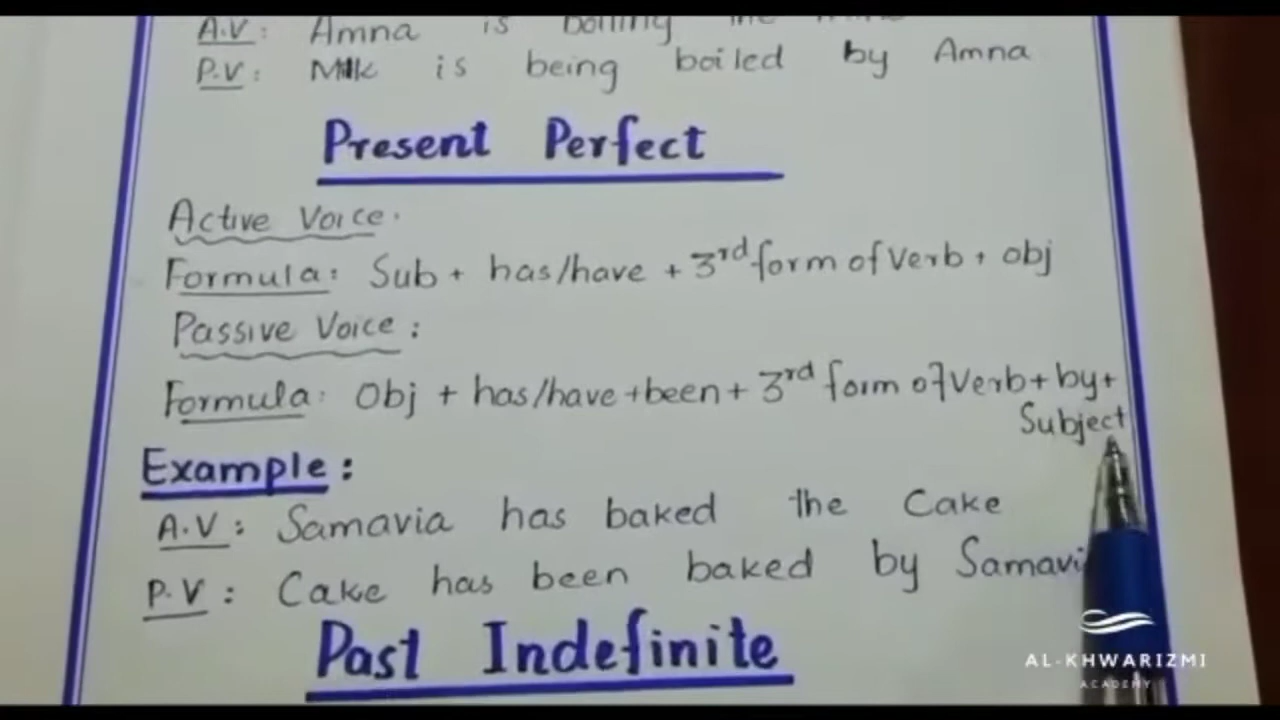 A.V: Amna is boiling the
P.V: Milk is being boiled by Amna
Present Perfect
Active Voice.
Formula: Sub + has/have + 3rd form of Verb + obj
Passive Voice:
Formula: Obj + has/have + been + 3rd form of Verb + by +
Subject
Example:
A.V: Samavia has baked the Cake
P.V: Cake has been baked by Samavi
Past Indefinite
AL-KHWARIZMI
ACADEMY